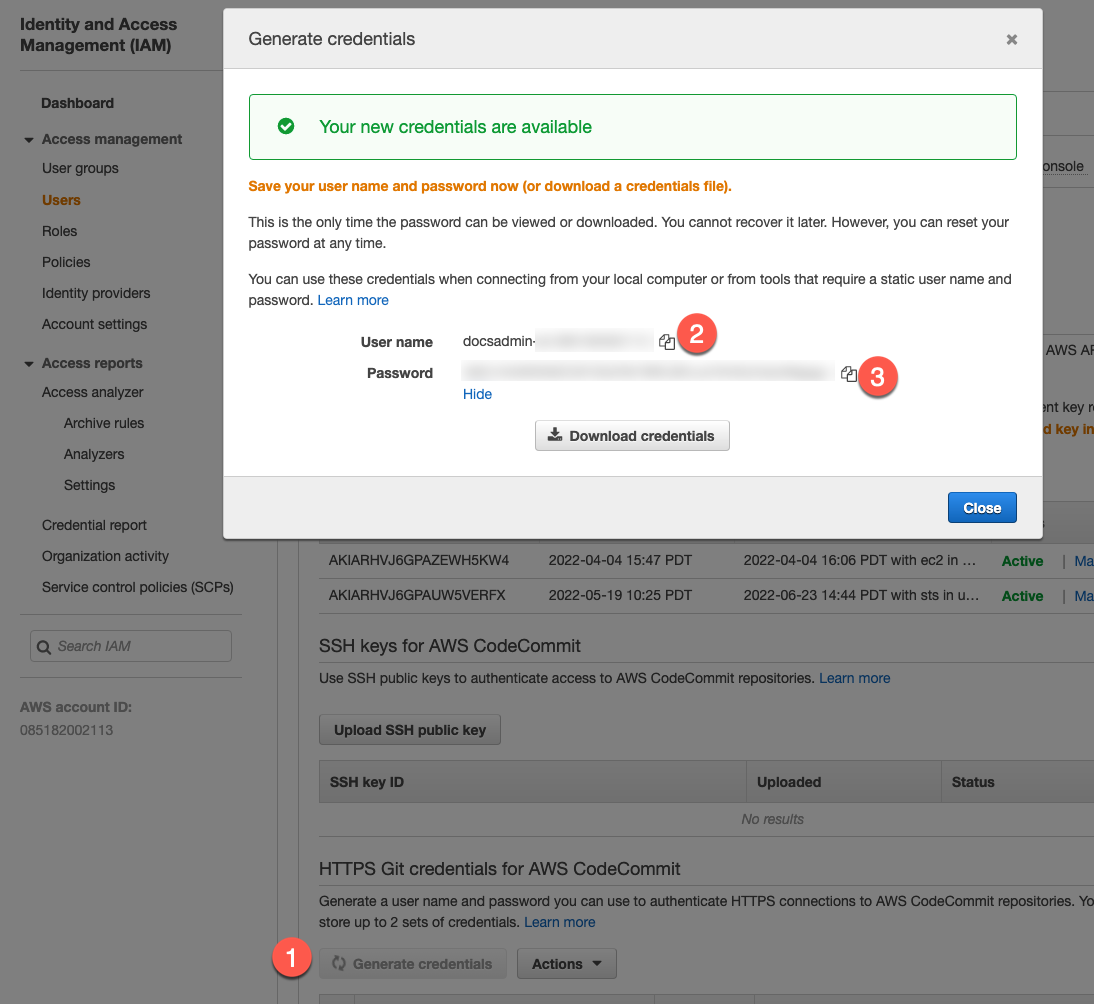 Identity and Access
Management (IAM)
Dashboard
Access management
User groups
Users
Roles
Policies
Identity providers
Account settings
Access reports
Access analyzer
Archive rules
Analyzers
Settings
Credential report
Organization activity
Service control policies (SCPs)
Search IAM
AWS account ID:
085182002113
Generate credentials
Your new credentials are available
Save your user name and password now (or download a credentials file).
This is the only time the password can be viewed or downloaded. You cannot recover it later. However, you can reset your
password at any time.
You can use these credentials when connecting from your local computer or from tools that require a static user name and
password. Learn more
User name docsadmin- 2
Password 3
Hide
Download credentials
Close
onsole
AWS AP
ent key r
d key in
AKIARHVJ6GPAZEWH5KW4 2022-04-04 15:47 PDT 2022-04-04 16:06 PDT with ec2 in … Active | Ma
AKIARHVJ6GPAUW5VERFX 2022-05-19 10:25 PDT 2022-06-23 14:44 PDT with sts in u… Active | Ma
SSH keys for AWS CodeCommit
Use SSH public keys to authenticate access to AWS CodeCommit repositories. Learn more
Upload SSH public key
SSH key ID Uploaded Status
No results
HTTPS Git credentials for AWS CodeCommit
Generate a user name and password you can use to authenticate HTTPS connections to AWS CodeCommit repositories. Yo
store up to 2 sets of credentials. Learn more
1 Generate credentials Actions